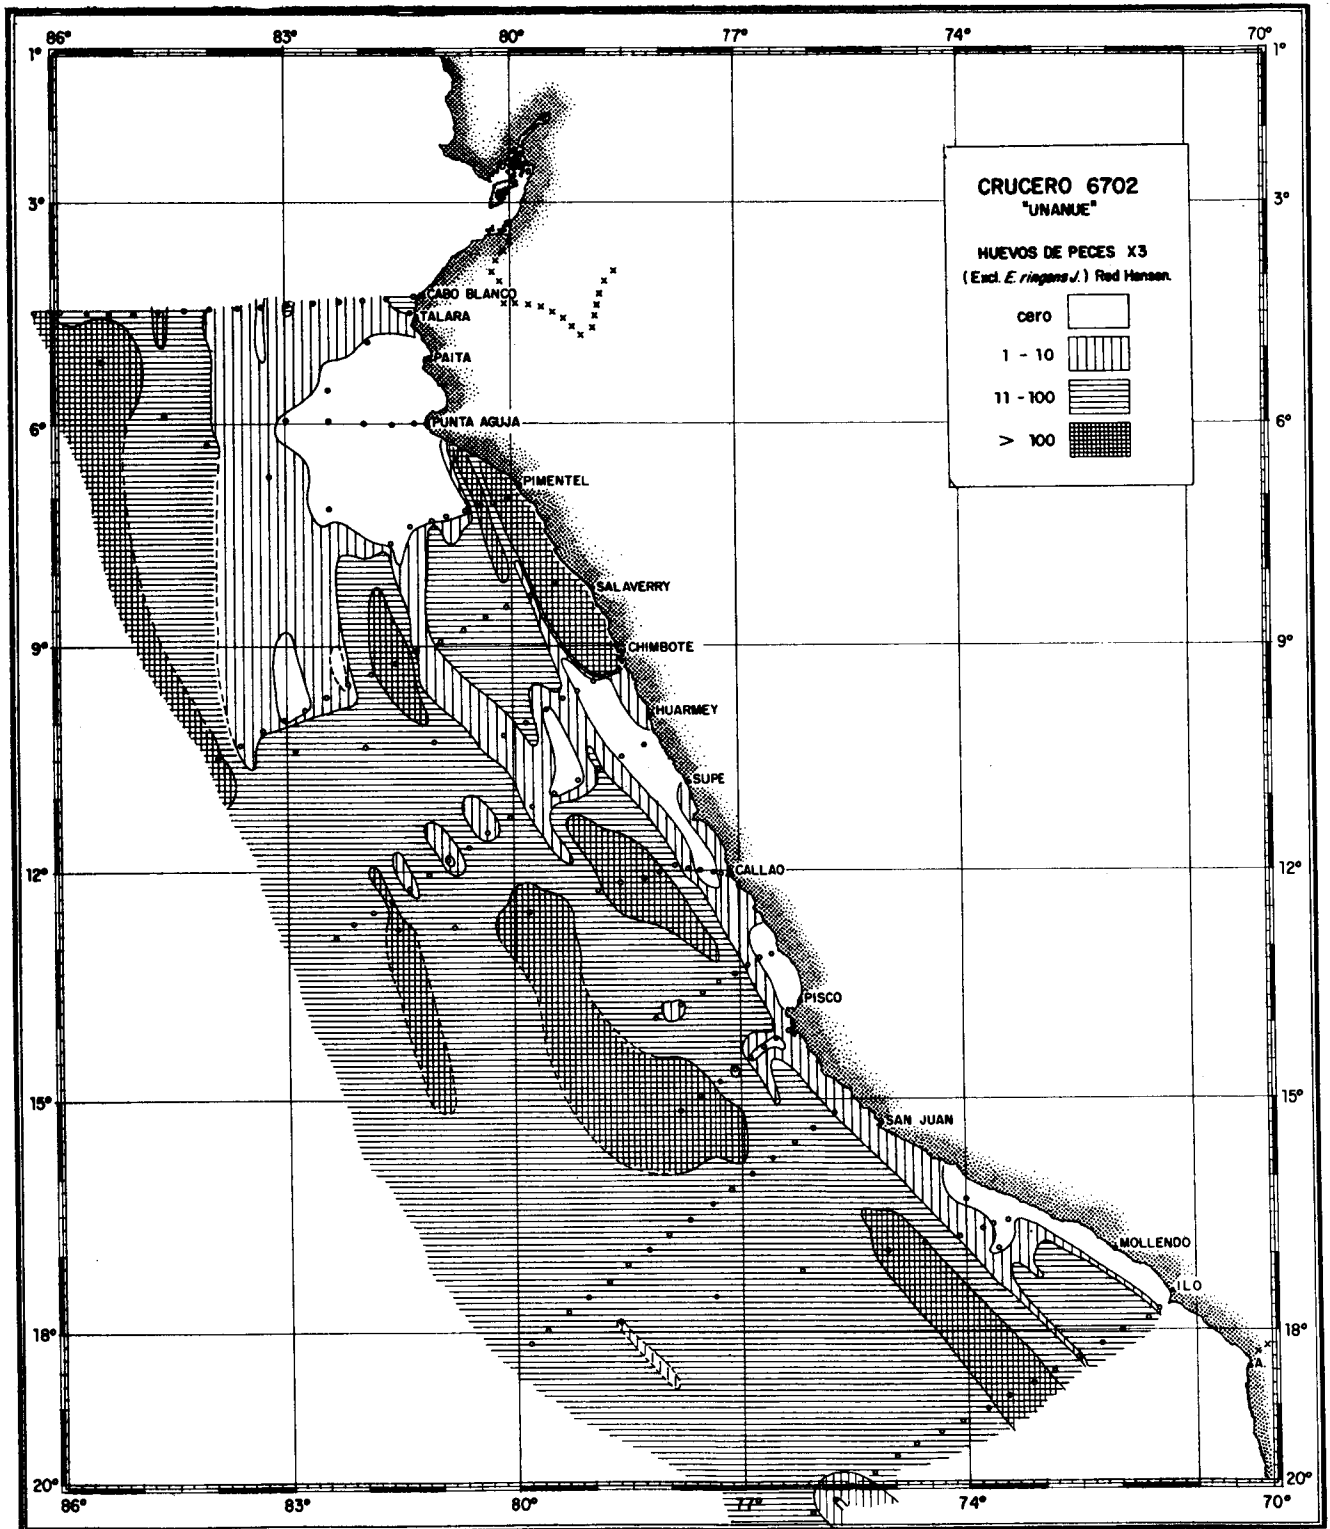 86° 83° 80° 77° 74° 70°
1° 1°
3° 3°
CRUCERO 6702
"UNANUE"
HUEVOS DE PECES X3
(Excl. E. ringens J.) Red Hensen.
cero
1 - 10
11 - 100
> 100
CABO BLANCO
TALARA
PAITA
PUNTA AGUJA
6° 6°
PIMENTEL
SALAVERRY
CHIMBOTE
9° 9°
HUARMEY
SUPE
CALLAO
12° 12°
PISCO
15° 15°
SAN JUAN
MOLLENDO
ILO
18° 18°
A.
20° 20°
86° 83° 80° 77° 74° 70°